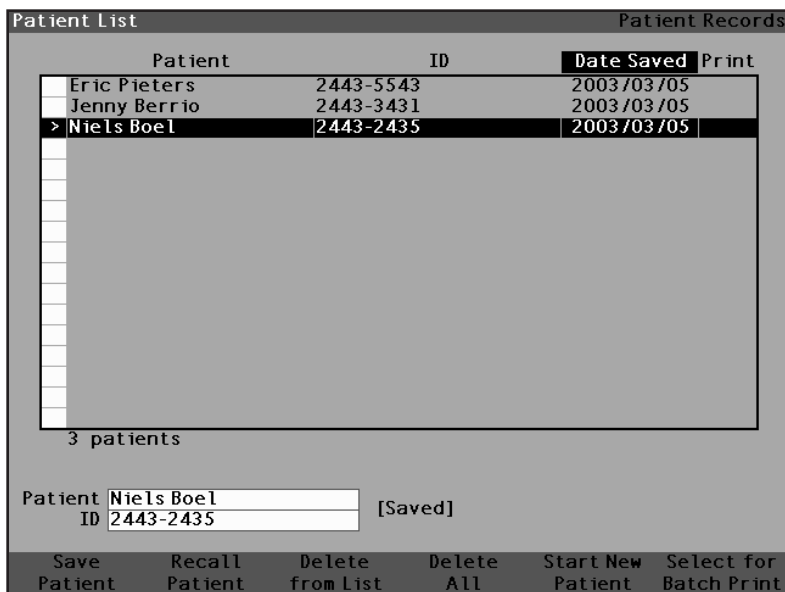 Patient List Patient Records
Patient ID Date Saved Print
Eric Pieters 2443-5543 2003/03/05
Jenny Berrio 2443-3431 2003/03/05
> Niels Boel 2443-2435 2003/03/05
3 patients
Patient Niels Boel
[Saved]
ID 2443-2435
Save Recall Delete Delete Start New Select for
Patient Patient from List All Patient Batch Print